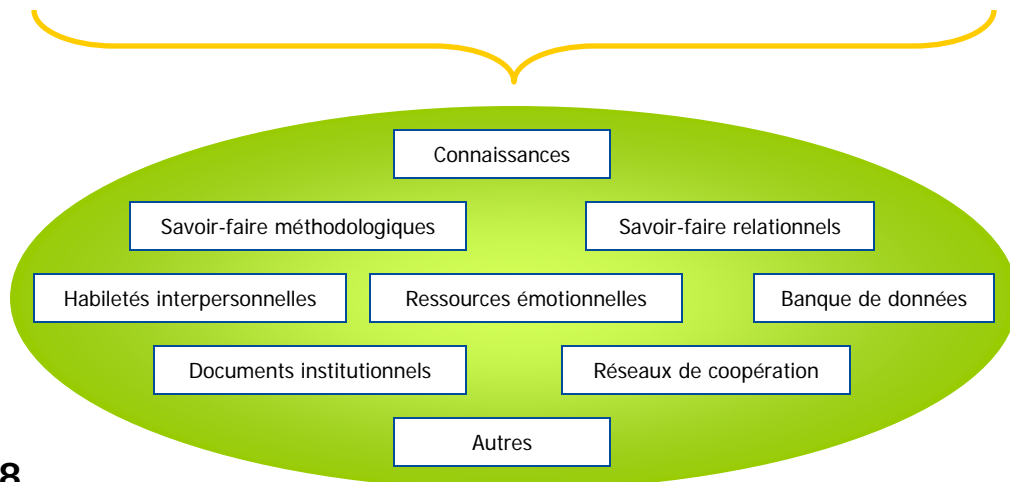 Connaissances
Savoir-faire méthodologiques
Savoir-faire relationnels
Habiletés interpersonnelles
Ressources émotionnelles
Banque de données
Documents institutionnels
Réseaux de coopération
Autres
8